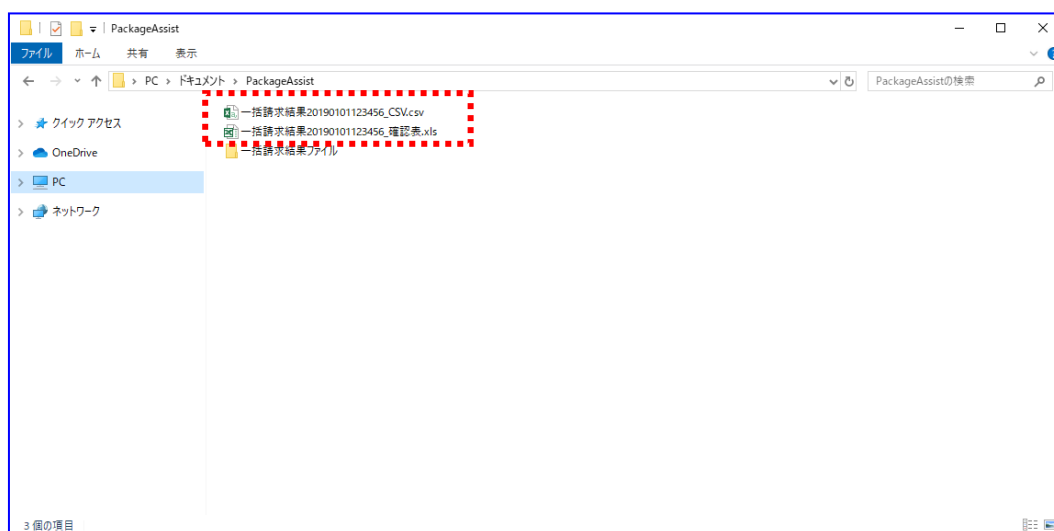 PackageAssist
ファイル ホーム 共有 表示
PC > ドキュメント > PackageAssist PackageAssistの検索
クイック アクセス
OneDrive
PC
ネットワーク
一括請求結果20190101123456_CSV.csv
一括請求結果20190101123456_確認表.xls
一括請求結果ファイル
3 個の項目